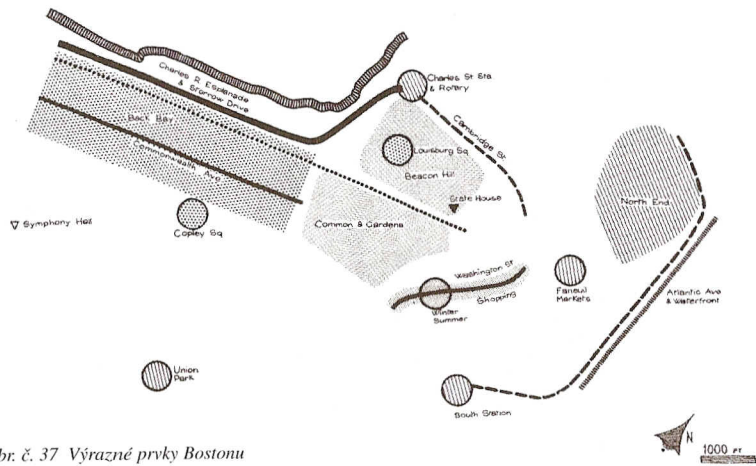 Charles R Esplanade
& Storrow Drive
Charles St Sta
& Rotary
Back Bay
Cambridge St
Commonwealth Ave
Louisburg Sq
Beacon Hill
State House
North End
Symphony Hall
Copley Sq
Common & Gardens
Washington St
Shopping
Winter
Summer
Faneuil
Markets
Atlantic Ave
& Waterfront
Union
Park
South Station
N
1000 FT
br. č. 37 Výrazné prvky Bostonu